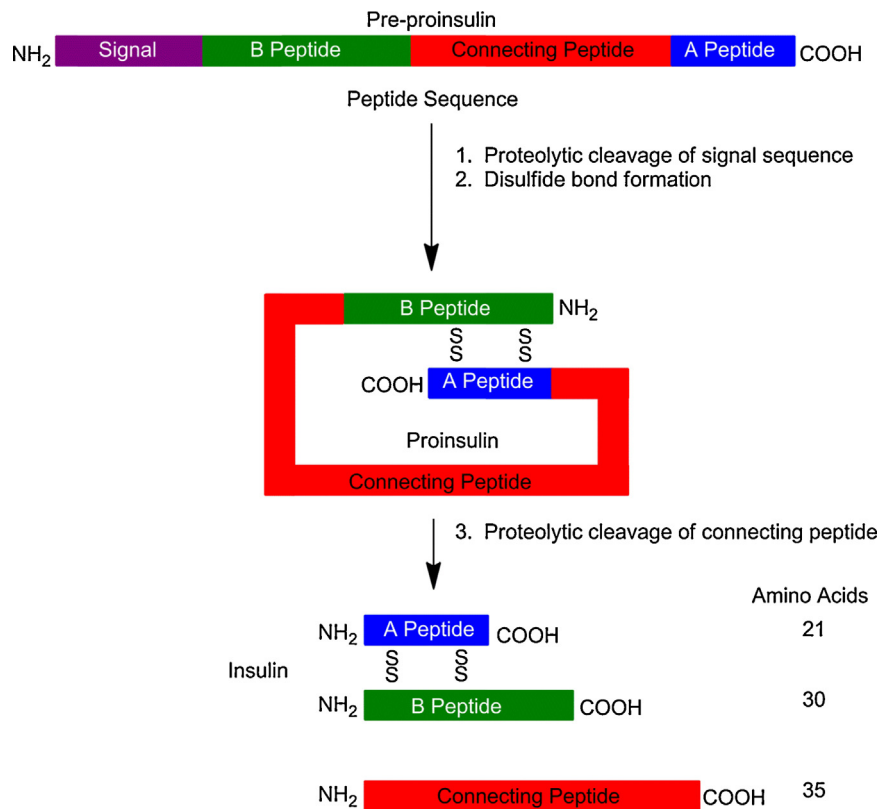 Pre-proinsulin
NH2 Signal B Peptide Connecting Peptide A Peptide COOH
Peptide Sequence
1. Proteolytic cleavage of signal sequence
2. Disulfide bond formation
B Peptide NH2
S S
S S
COOH A Peptide
Proinsulin
Connecting Peptide
3. Proteolytic cleavage of connecting peptide
Amino Acids
NH2 A Peptide COOH 21
S S
S S
Insulin
NH2 B Peptide COOH 30
NH2 Connecting Peptide COOH 35